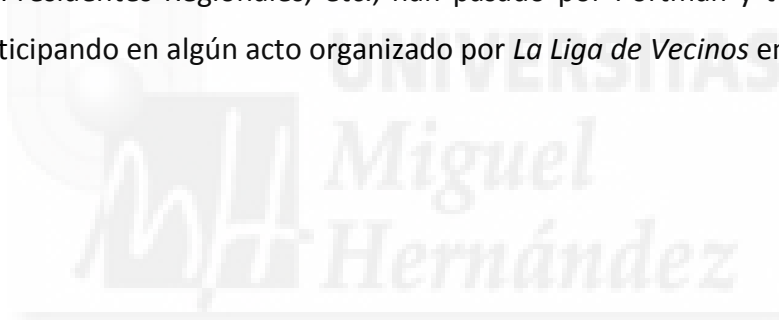 Presidentes Regionales, etc., han pasado por Portmán y
ticipando en algún acto organizado por La Liga de Vecinos en
UNIVERSITAS
Miguel
Hernández